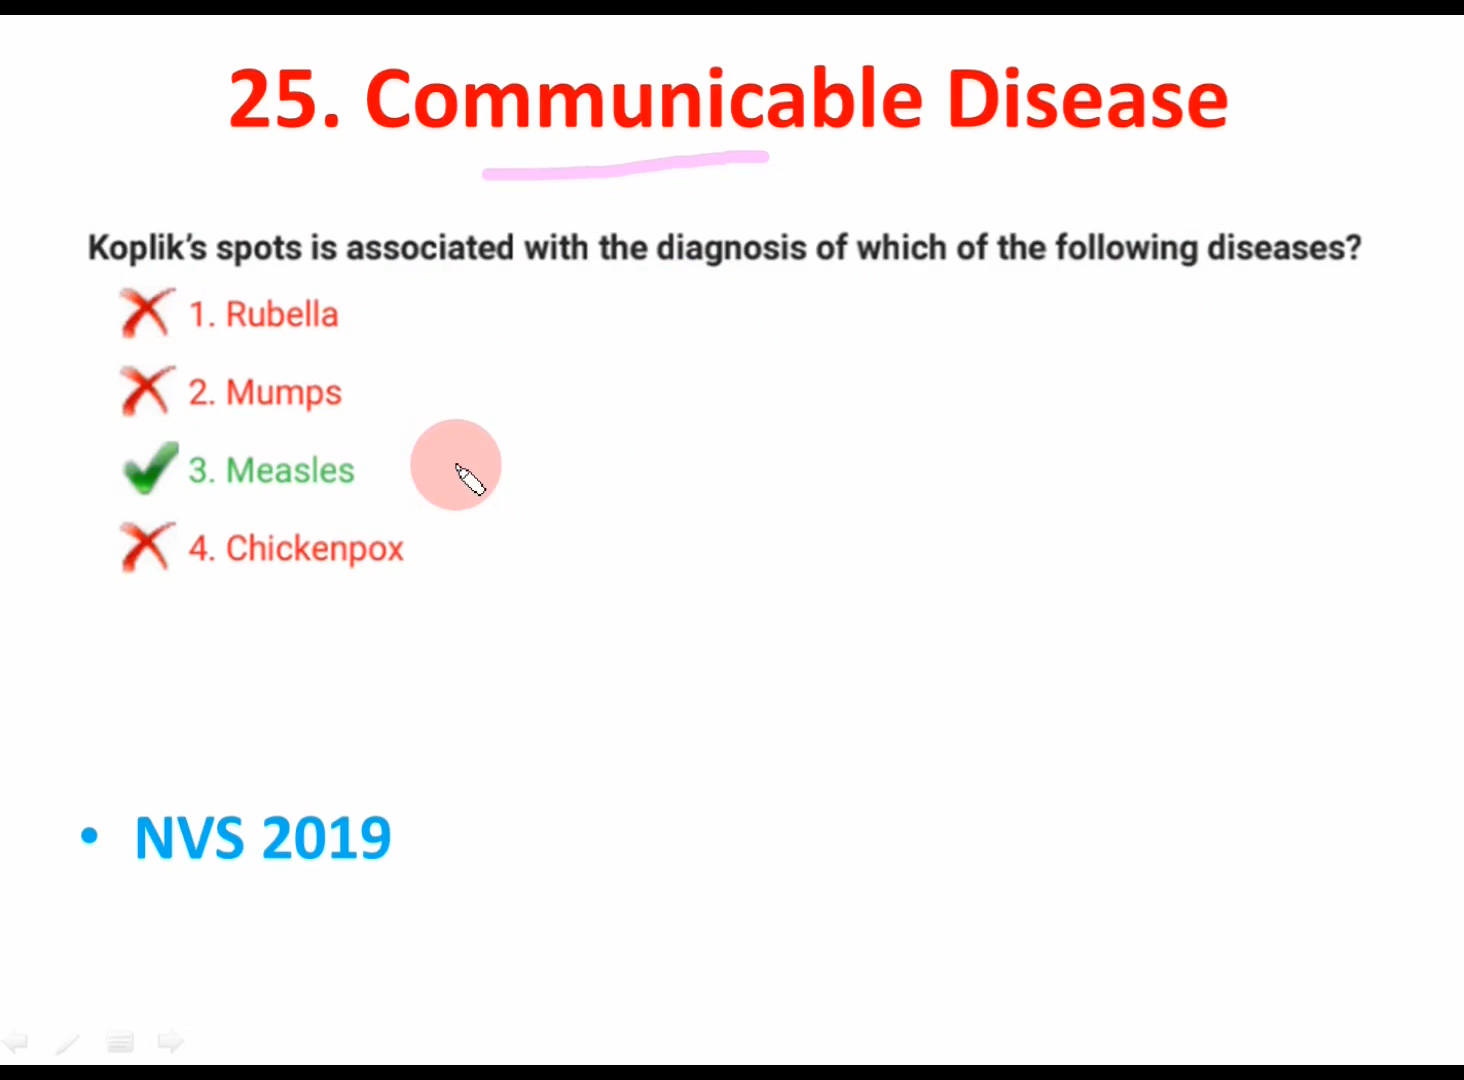 25. Communicable Disease
Koplik’s spots is associated with the diagnosis of which of the following diseases?
1. Rubella
2. Mumps
3. Measles
4. Chickenpox
• NVS 2019